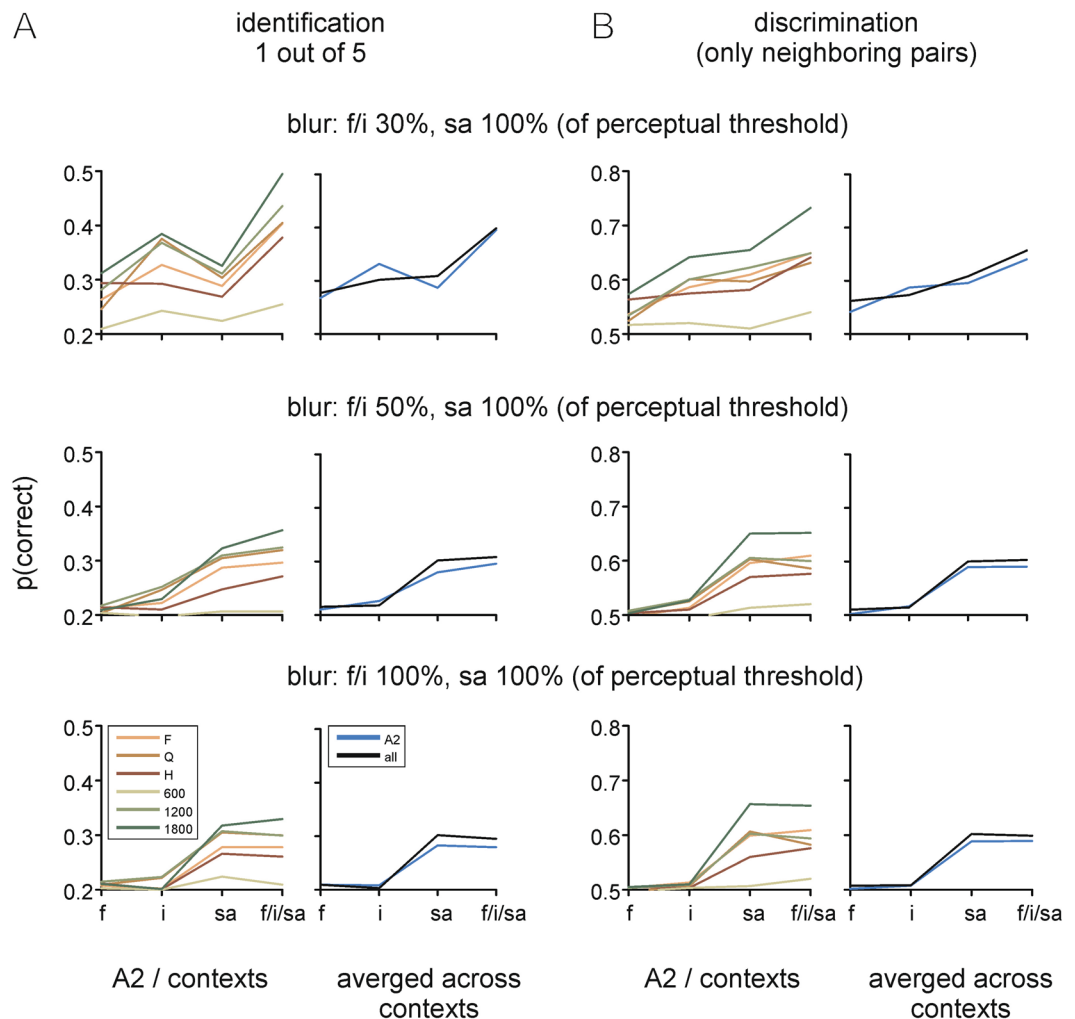 A
identification
1 out of 5
B
discrimination
(only neighboring pairs)
blur: f/i 30%, sa 100% (of perceptual threshold)
0.5
0.4
0.3
0.2
0.8
0.7
0.6
0.5
blur: f/i 50%, sa 100% (of perceptual threshold)
p(correct)
0.5
0.4
0.3
0.2
0.8
0.7
0.6
0.5
blur: f/i 100%, sa 100% (of perceptual threshold)
0.5
0.4
0.3
0.2
F
Q
H
600
1200
1800
A2
all
0.8
0.7
0.6
0.5
f i sa f/i/sa
f i sa f/i/sa
f i sa f/i/sa
f i sa f/i/sa
A2 / contexts
averged across
contexts
A2 / contexts
averged across
contexts